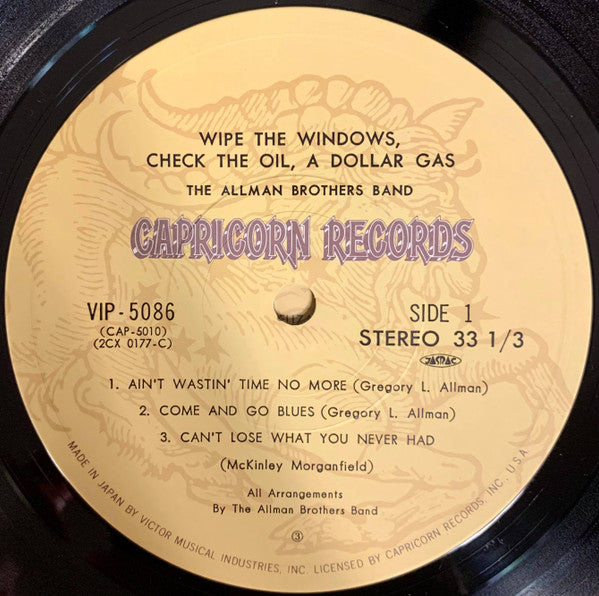 WIPE THE WINDOWS,
CHECK THE OIL, A DOLLAR GAS
THE ALLMAN BROTHERS BAND
CAPRICORN RECORDS
VIP-5086
(CAP-5010)
(2CX 0177-C)
SIDE 1
STEREO 33 1/3
JASRAC
1. AIN'T WASTIN' TIME NO MORE (Gregory L. Allman)
2. COME AND GO BLUES (Gregory L. Allman)
3. CAN'T LOSE WHAT YOU NEVER HAD
(McKinley Morganfield)
All Arrangements
By The Allman Brothers Band
③
MADE IN JAPAN BY VICTOR MUSICAL INDUSTRIES, INC. LICENSED BY CAPRICORN RECORDS, INC., U.S.A.